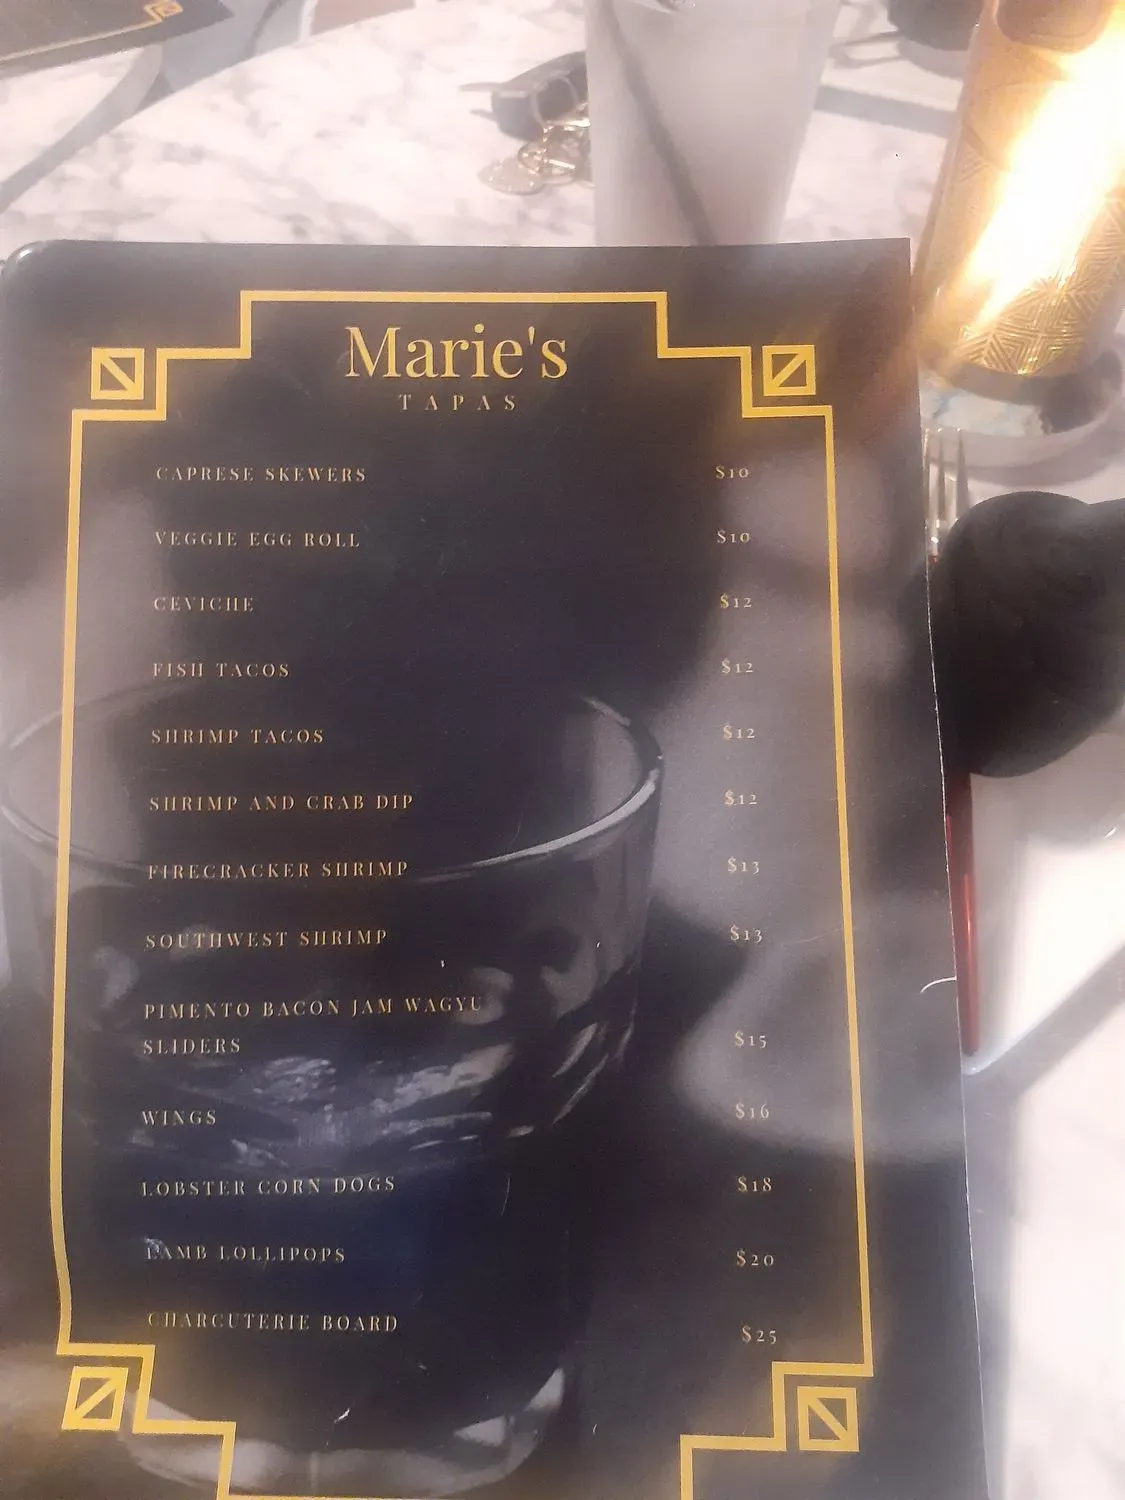 Marie's
TAPAS
CAPRESE SKEWERS $10
VEGGIE EGG ROLL $10
CEVICHE $12
FISH TACOS $12
SHRIMP TACOS $12
SHRIMP AND CRAB DIP $12
FIRECRACKER SHRIMP $13
SOUTHWEST SHRIMP $13
PIMENTO BACON JAM WAGYU
SLIDERS $15
WINGS $16
LOBSTER CORN DOGS $18
LAMB LOLLIPOPS $20
CHARCUTERIE BOARD $25